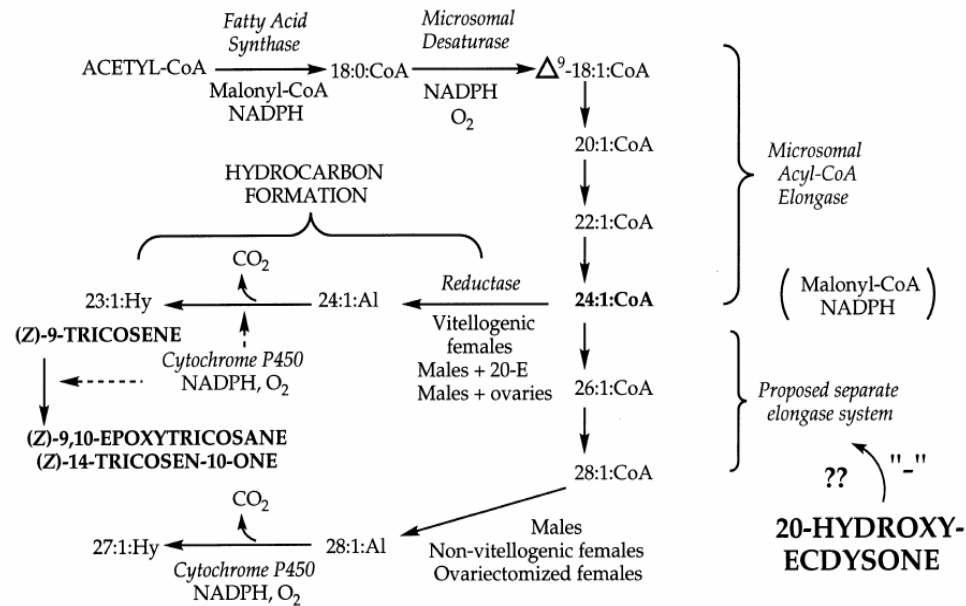 Fatty Acid
Synthase
Microsomal
Desaturase
ACETYL-CoA
18:0:CoA
Δ9-18:1:CoA
Malonyl-CoA
NADPH
NADPH
O2
20:1:CoA
Microsomal
Acyl-CoA
Elongase
HYDROCARBON
FORMATION
22:1:CoA
CO2
Reductase
23:1:Hy
24:1:Al
24:1:CoA
(Malonyl-CoA
NADPH)
(Z)-9-TRICOSENE
Cytochrome P450
NADPH, O2
Vitellogenic
females
Males + 20-E
Males + ovaries
26:1:CoA
Proposed separate
elongase system
(Z)-9,10-EPOXYTRICOSANE
(Z)-14-TRICOSEN-10-ONE
28:1:CoA
?? "-"
20-HYDROXY-
ECDYSONE
CO2
27:1:Hy
28:1:Al
Cytochrome P450
NADPH, O2
Males
Non-vitellogenic females
Ovariectomized females